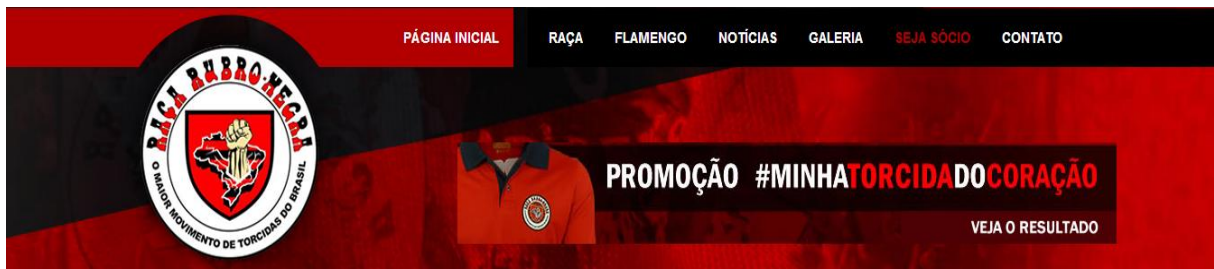 PÁGINA INICIAL RAÇA FLAMENGO NOTÍCIAS GALERIA SEJA SÓCIO CONTATO
RAÇA RUBRO-NEGRA
O MAIOR MOVIMENTO DE TORCIDAS DO BRASIL
PROMOÇÃO #MINHATORCIDADOCORAÇÃO
VEJA O RESULTADO